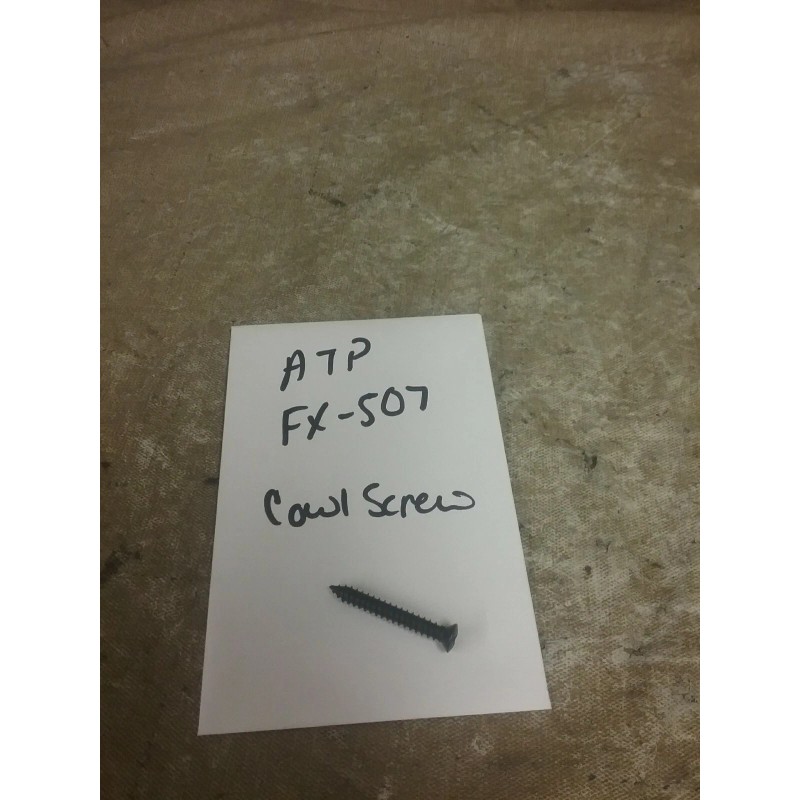 ATP
FX-507
Cowl Screw